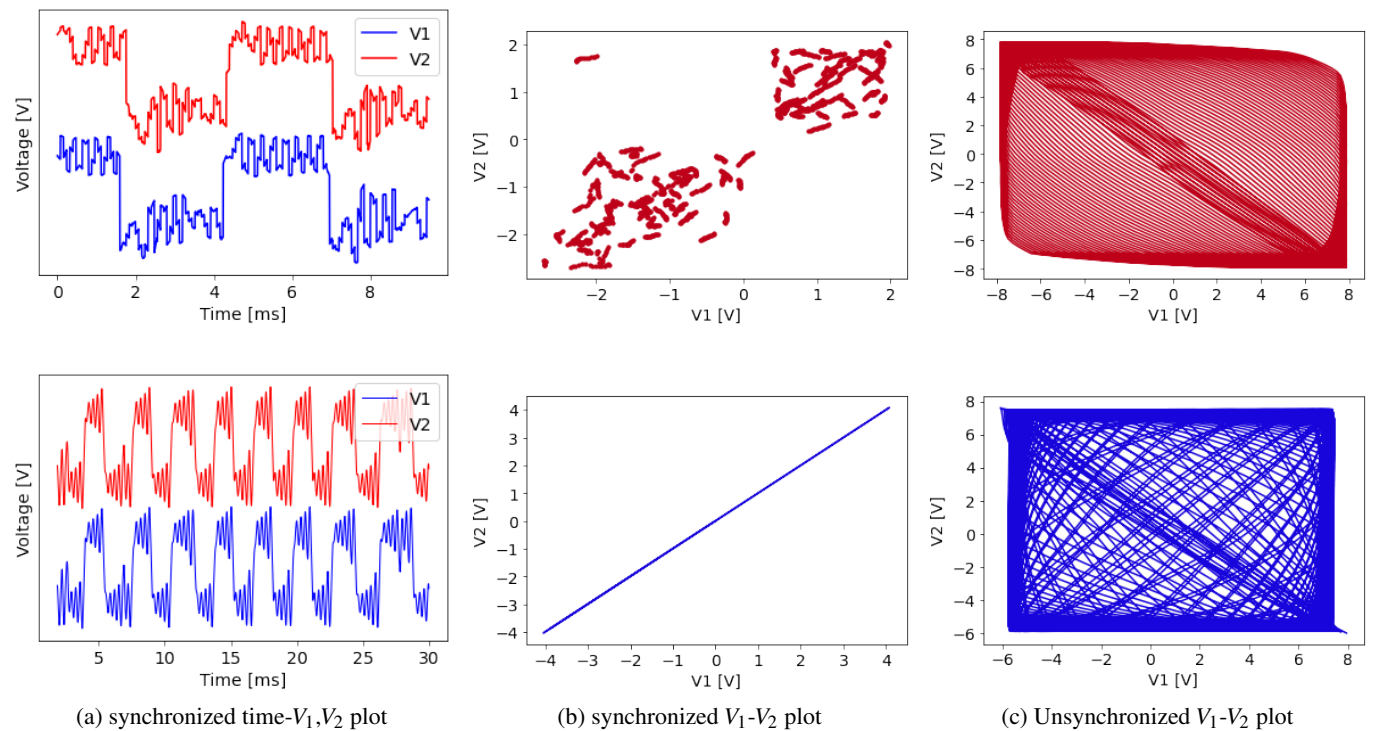 V1
V2
Voltage [V]
0 2 4 6 8
Time [ms]
2
1
0
−1
−2
V2 [V]
−2 −1 0 1 2
V1 [V]
8
6
4
2
0
−2
−4
−6
−8
V2 [V]
−8 −6 −4 −2 0 2 4 6 8
V1 [V]
V1
V2
Voltage [V]
5 10 15 20 25 30
Time [ms]
4
3
2
1
0
−1
−2
−3
−4
V2 [V]
−4 −3 −2 −1 0 1 2 3 4
V1 [V]
8
6
4
2
0
−2
−4
−6
V2 [V]
−6 −4 −2 0 2 4 6 8
V1 [V]
(a) synchronized time-V1,V2 plot
(b) synchronized V1-V2 plot
(c) Unsynchronized V1-V2 plot